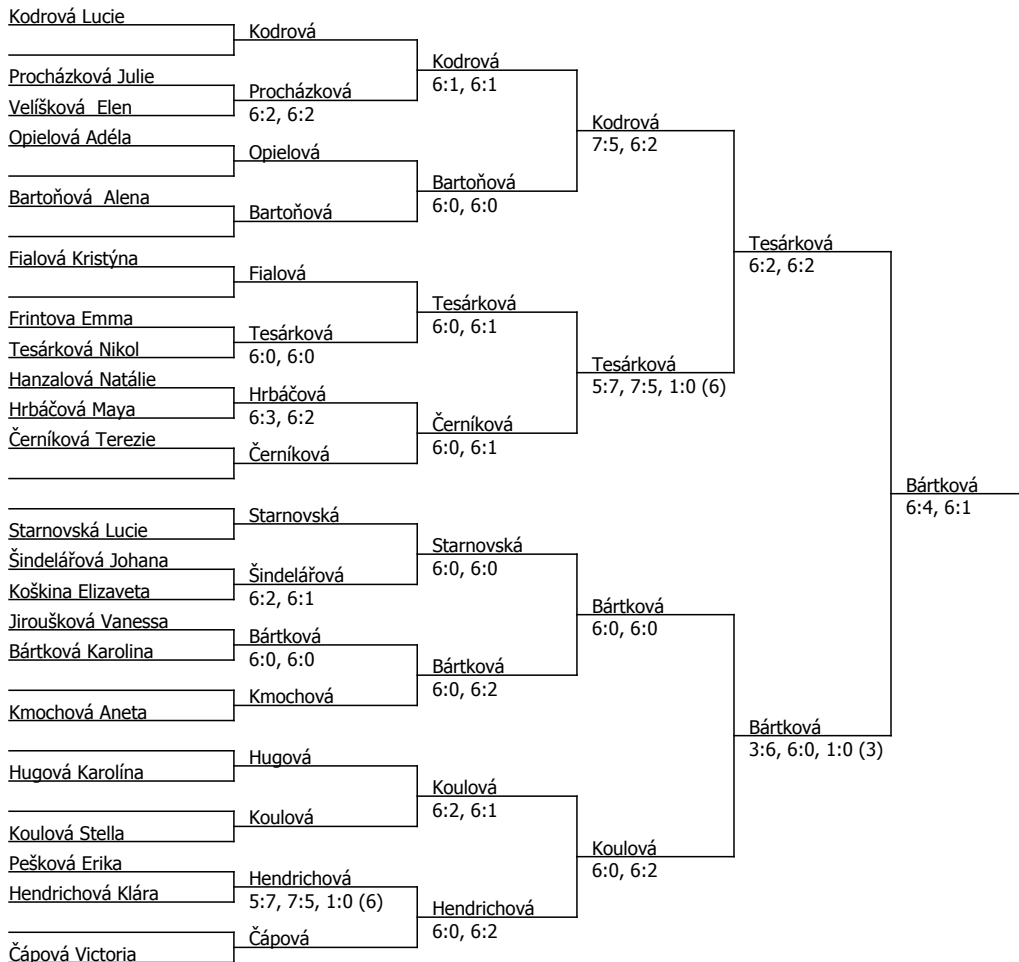 Kodrová Lucie
Procházková Julie
Velíšková  Elen
Opielová Adéla
Bartoňová  Alena
Fialová Kristýna
Frintova Emma
Tesárková Nikol
Hanzalová Natálie
Hrbáčová Maya
Černíková Terezie
Starnovská Lucie
Šindelářová Johana
Koškina Elizaveta
Jiroušková Vanessa
Bártková Karolina
Kmochová Aneta
Hugová Karolína
Koulová Stella
Pešková Erika
Hendrichová Klára
Čápová Victoria
Kodrová
Procházková
6:2, 6:2
Opielová
Bartoňová
Fialová
Tesárková
6:0, 6:0
Hrbáčová
6:3, 6:2
Černíková
Starnovská
Šindelářová
6:2, 6:1
Bártková
6:0, 6:0
Kmochová
Hugová
Koulová
Hendrichová
5:7, 7:5, 1:0 (6)
Čápová
Kodrová
6:1, 6:1
Bartoňová
6:0, 6:0
Tesárková
6:0, 6:1
Černíková
6:0, 6:1
Starnovská
6:0, 6:0
Bártková
6:0, 6:2
Koulová
6:2, 6:1
Hendrichová
6:0, 6:2
Kodrová
7:5, 6:2
Tesárková
5:7, 7:5, 1:0 (6)
Bártková
6:0, 6:0
Koulová
6:0, 6:2
Tesárková
6:2, 6:2
Bártková
3:6, 6:0, 1:0 (3)
Bártková
6:4, 6:1